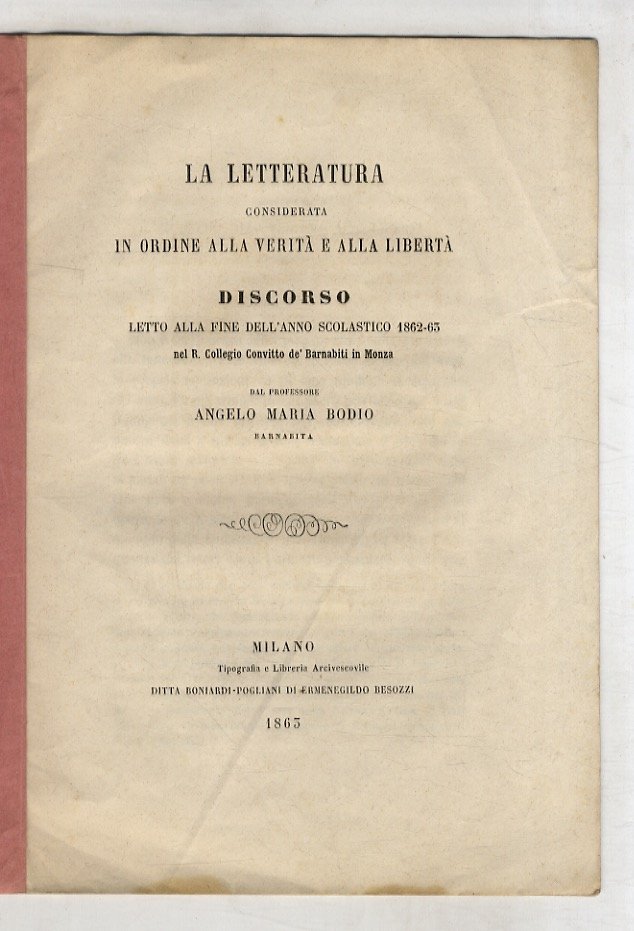 LA LETTERATURA
CONSIDERATA
IN ORDINE ALLA VERITÀ E ALLA LIBERTÀ
DISCORSO
LETTO ALLA FINE DELL'ANNO SCOLASTICO 1862-63
nel R. Collegio Convitto de' Barnabiti in Monza
DAL PROFESSORE
ANGELO MARIA BODIO
BARNABITA
MILANO
Tipografia e Libreria Arcivescovile
DITTA BONIARDI-POGLIANI DI ERMENEGILDO BESOZZI
1863